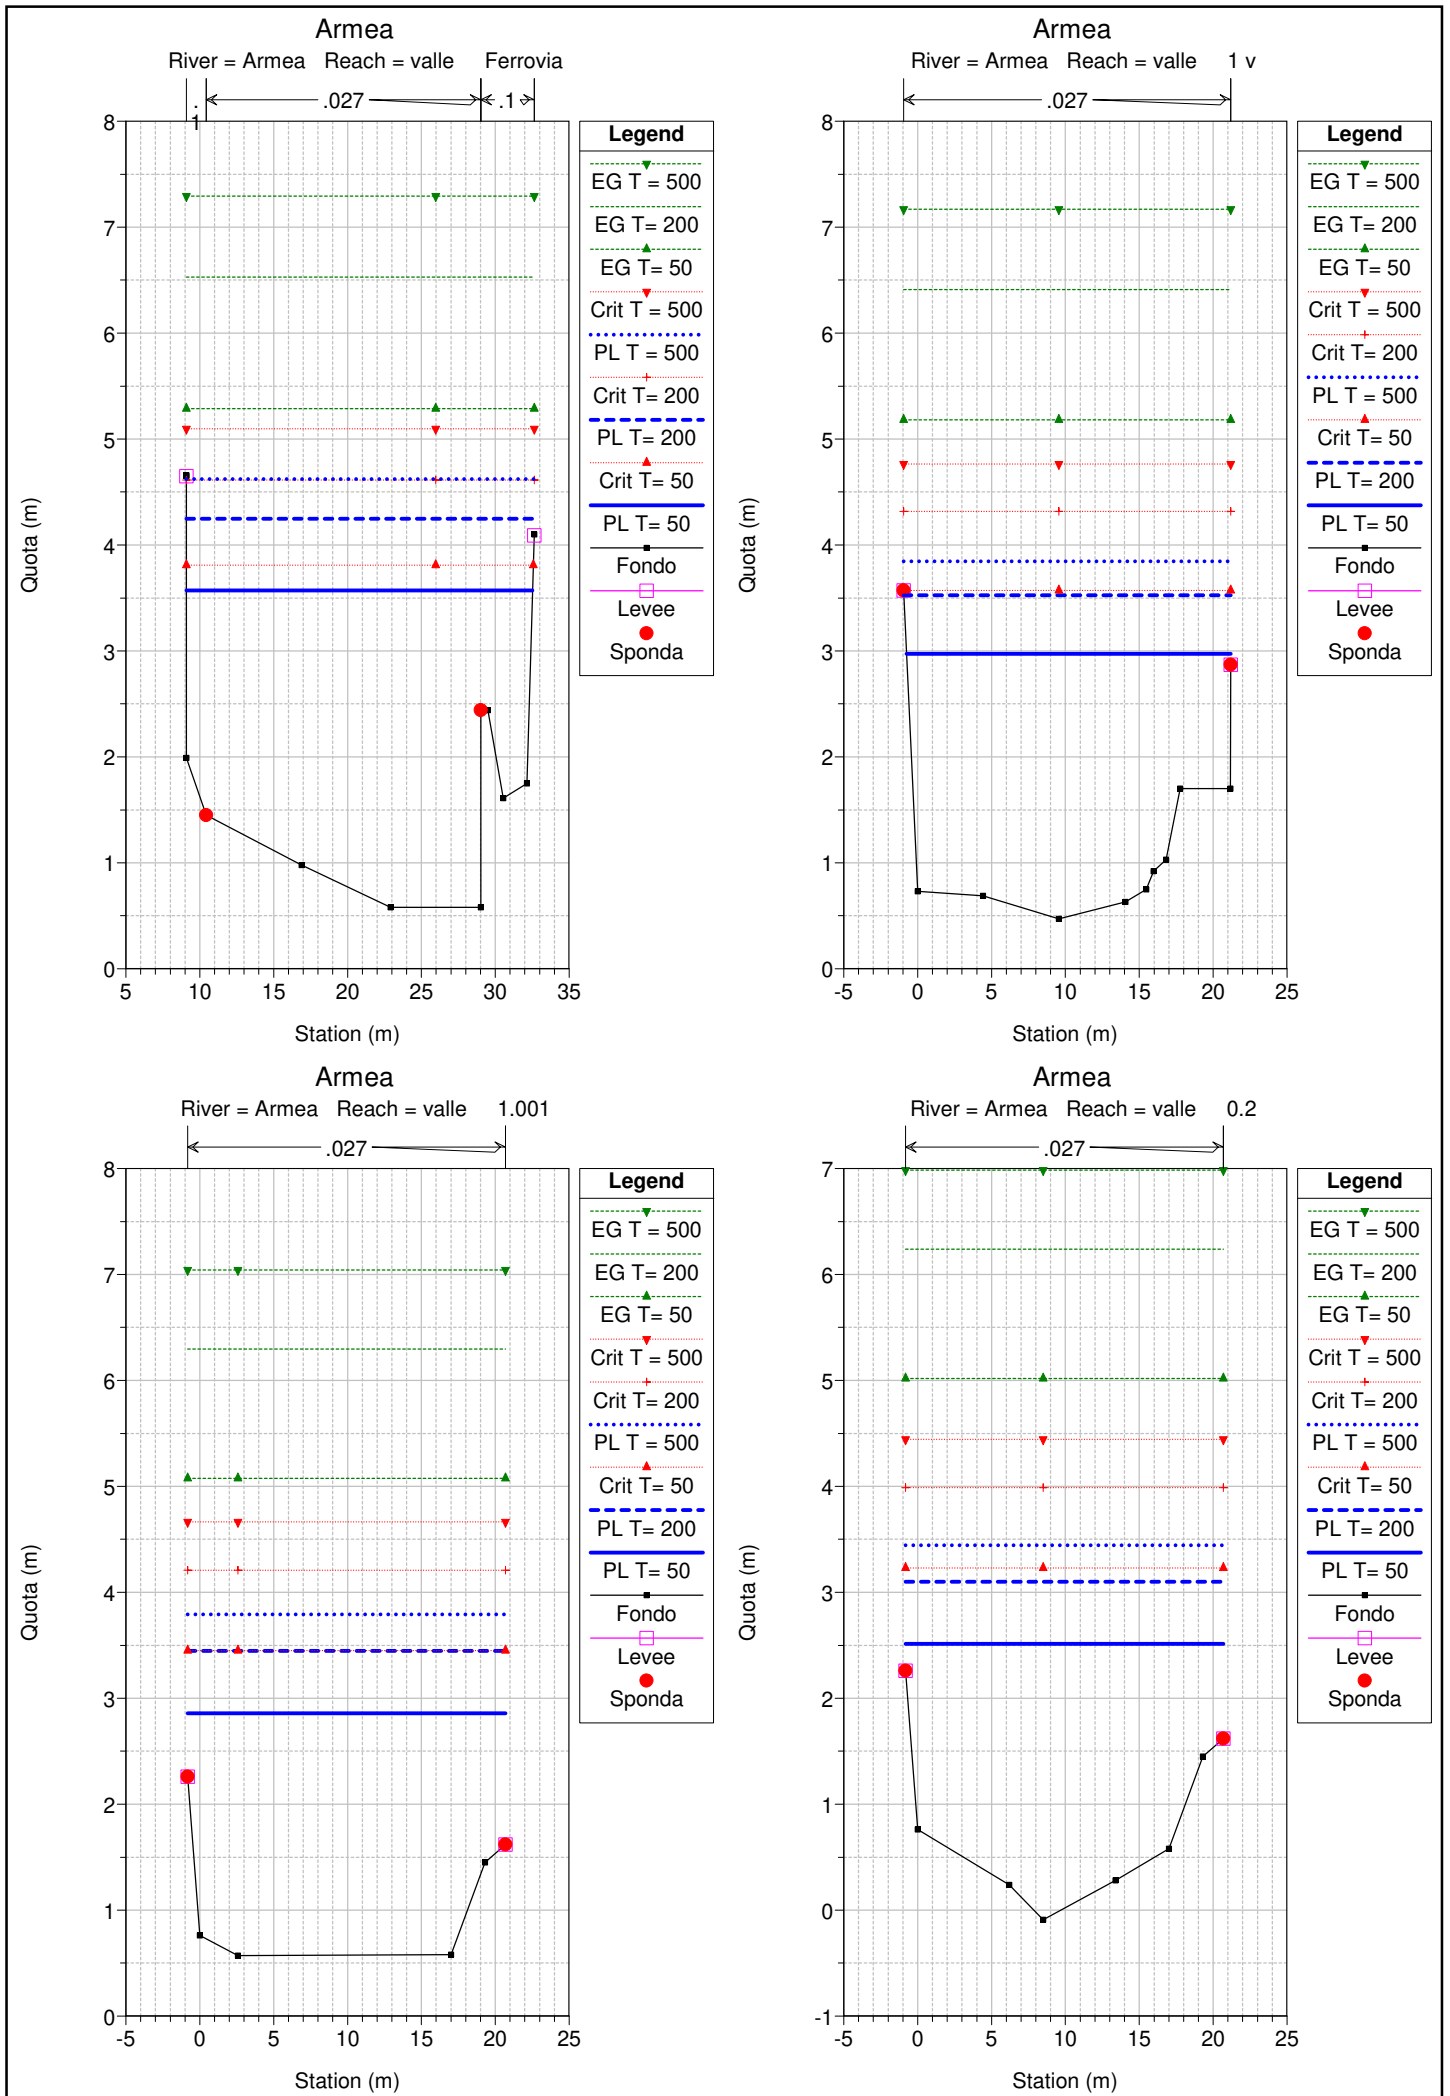 Armea
River = Armea Reach = valle Ferrovia
.1
.027
.1
8
7
6
5
4
3
2
1
0
Quota (m)
5
10
15
20
25
30
35
Station (m)
Legend
EG T = 500
EG T= 200
EG T= 50
Crit T = 500
PL T = 500
Crit T= 200
PL T= 200
Crit T= 50
PL T= 50
Fondo
Levee
Sponda
Armea
River = Armea Reach = valle 1 v
.027
8
7
6
5
4
3
2
1
0
Quota (m)
-5
0
5
10
15
20
25
Station (m)
Legend
EG T = 500
EG T= 200
EG T= 50
Crit T = 500
Crit T= 200
PL T = 500
Crit T= 50
PL T= 200
PL T= 50
Fondo
Levee
Sponda
Armea
River = Armea Reach = valle 1.001
.027
8
7
6
5
4
3
2
1
0
Quota (m)
-5
0
5
10
15
20
25
Station (m)
Legend
EG T = 500
EG T= 200
EG T= 50
Crit T = 500
Crit T= 200
PL T = 500
Crit T= 50
PL T= 200
PL T= 50
Fondo
Levee
Sponda
Armea
River = Armea Reach = valle 0.2
.027
7
6
5
4
3
2
1
0
-1
Quota (m)
-5
0
5
10
15
20
25
Station (m)
Legend
EG T = 500
EG T= 200
EG T= 50
Crit T = 500
Crit T= 200
PL T = 500
Crit T= 50
PL T= 200
PL T= 50
Fondo
Levee
Sponda